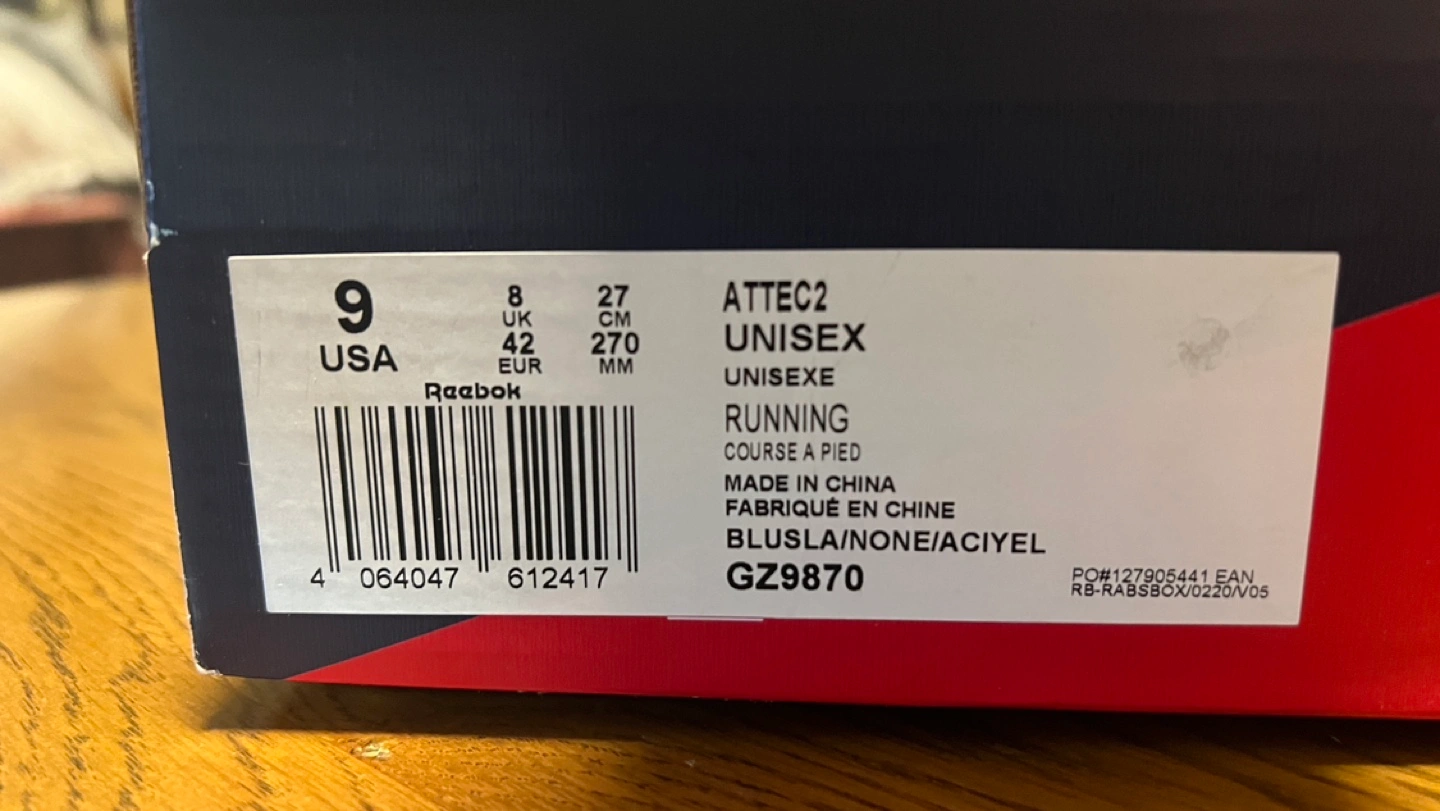 9
USA
8
UK
42
EUR
27
CM
270
MM
Reebok
4 064047 612417
ATTEC2
UNISEX
UNISEXE
RUNNING
COURSE A PIED
MADE IN CHINA
FABRIQUÉ EN CHINE
BLUSLA/NONE/ACIYEL
GZ9870
PO#127905441 EAN
RB-RABSBOX/0220/V05